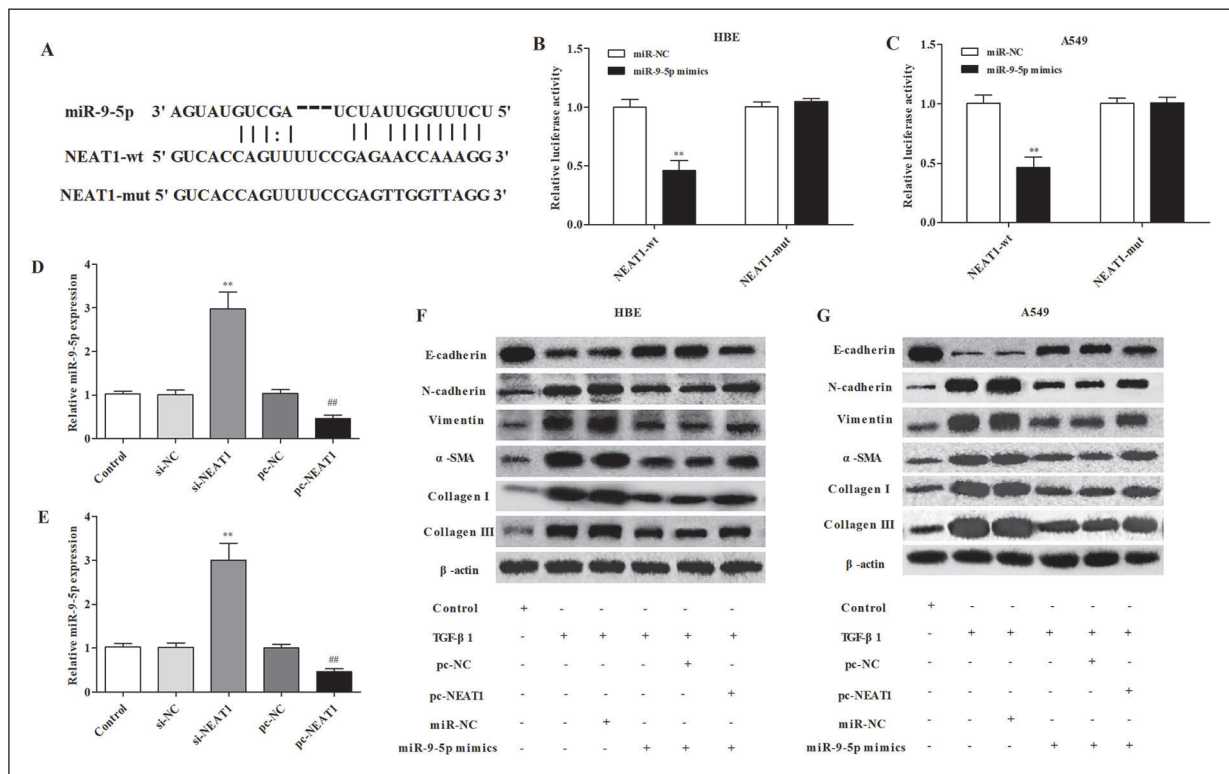 A
miR-9-5p 3' AGUAUGUCGA---UCUAUUGGUUUCU 5'
NEAT1-wt 5' GUCACCAGUUUUCCGAGAACCAAAGG 3'
NEAT1-mut 5' GUCACCAGUUUUCCGAGTTGGTTAGG 3'
B
HBE
miR-NC
miR-9-5p mimics
Relative luciferase activity
1.5
1.0
0.5
0.0
**
NEAT1-wt
NEAT1-mut
C
A549
miR-NC
miR-9-5p mimics
Relative luciferase activity
1.5
1.0
0.5
0.0
**
NEAT1-wt
NEAT1-mut
D
Relative miR-9-5p expression
4
3
2
1
0
**
##
Control
si-NC
si-NEAT1
pc-NC
pc-NEAT1
E
Relative miR-9-5p expression
4
3
2
1
0
**
##
Control
si-NC
si-NEAT1
pc-NC
pc-NEAT1
F
HBE
E-cadherin
N-cadherin
Vimentin
α-SMA
Collagen I
Collagen III
β-actin
Control + - - - - -
TGF-β 1 - + + + + +
pc-NC - - - - + -
pc-NEAT1 - - - - - +
miR-NC - - + - - -
miR-9-5p mimics - - - + + +
G
A549
E-cadherin
N-cadherin
Vimentin
α-SMA
Collagen I
Collagen III
β-actin
Control + - - - - -
TGF-β 1 - + + + + +
pc-NC - - - - + -
pc-NEAT1 - - - - - +
miR-NC - - + - - -
miR-9-5p mimics - - - + + +